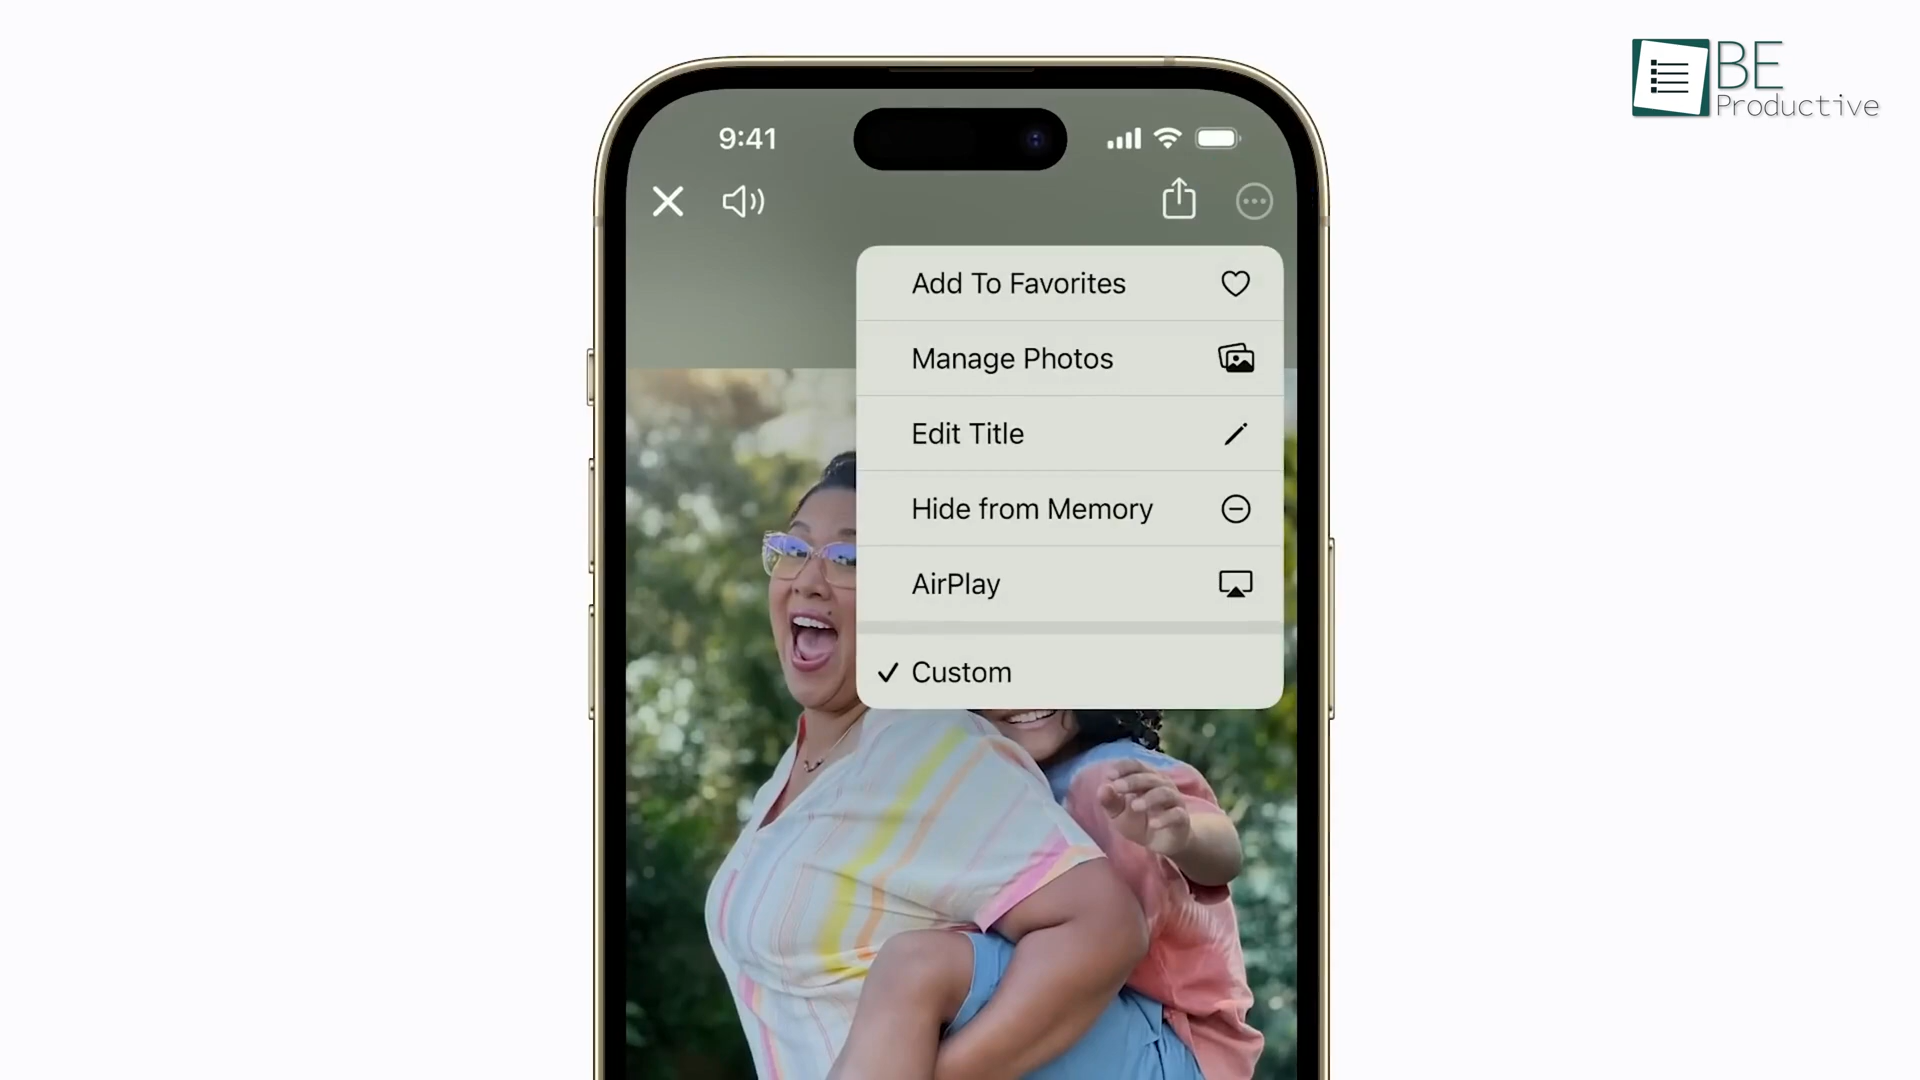 BE
Productive
9:41
Add To Favorites
Manage Photos
Edit Title
Hide from Memory
AirPlay
Custom